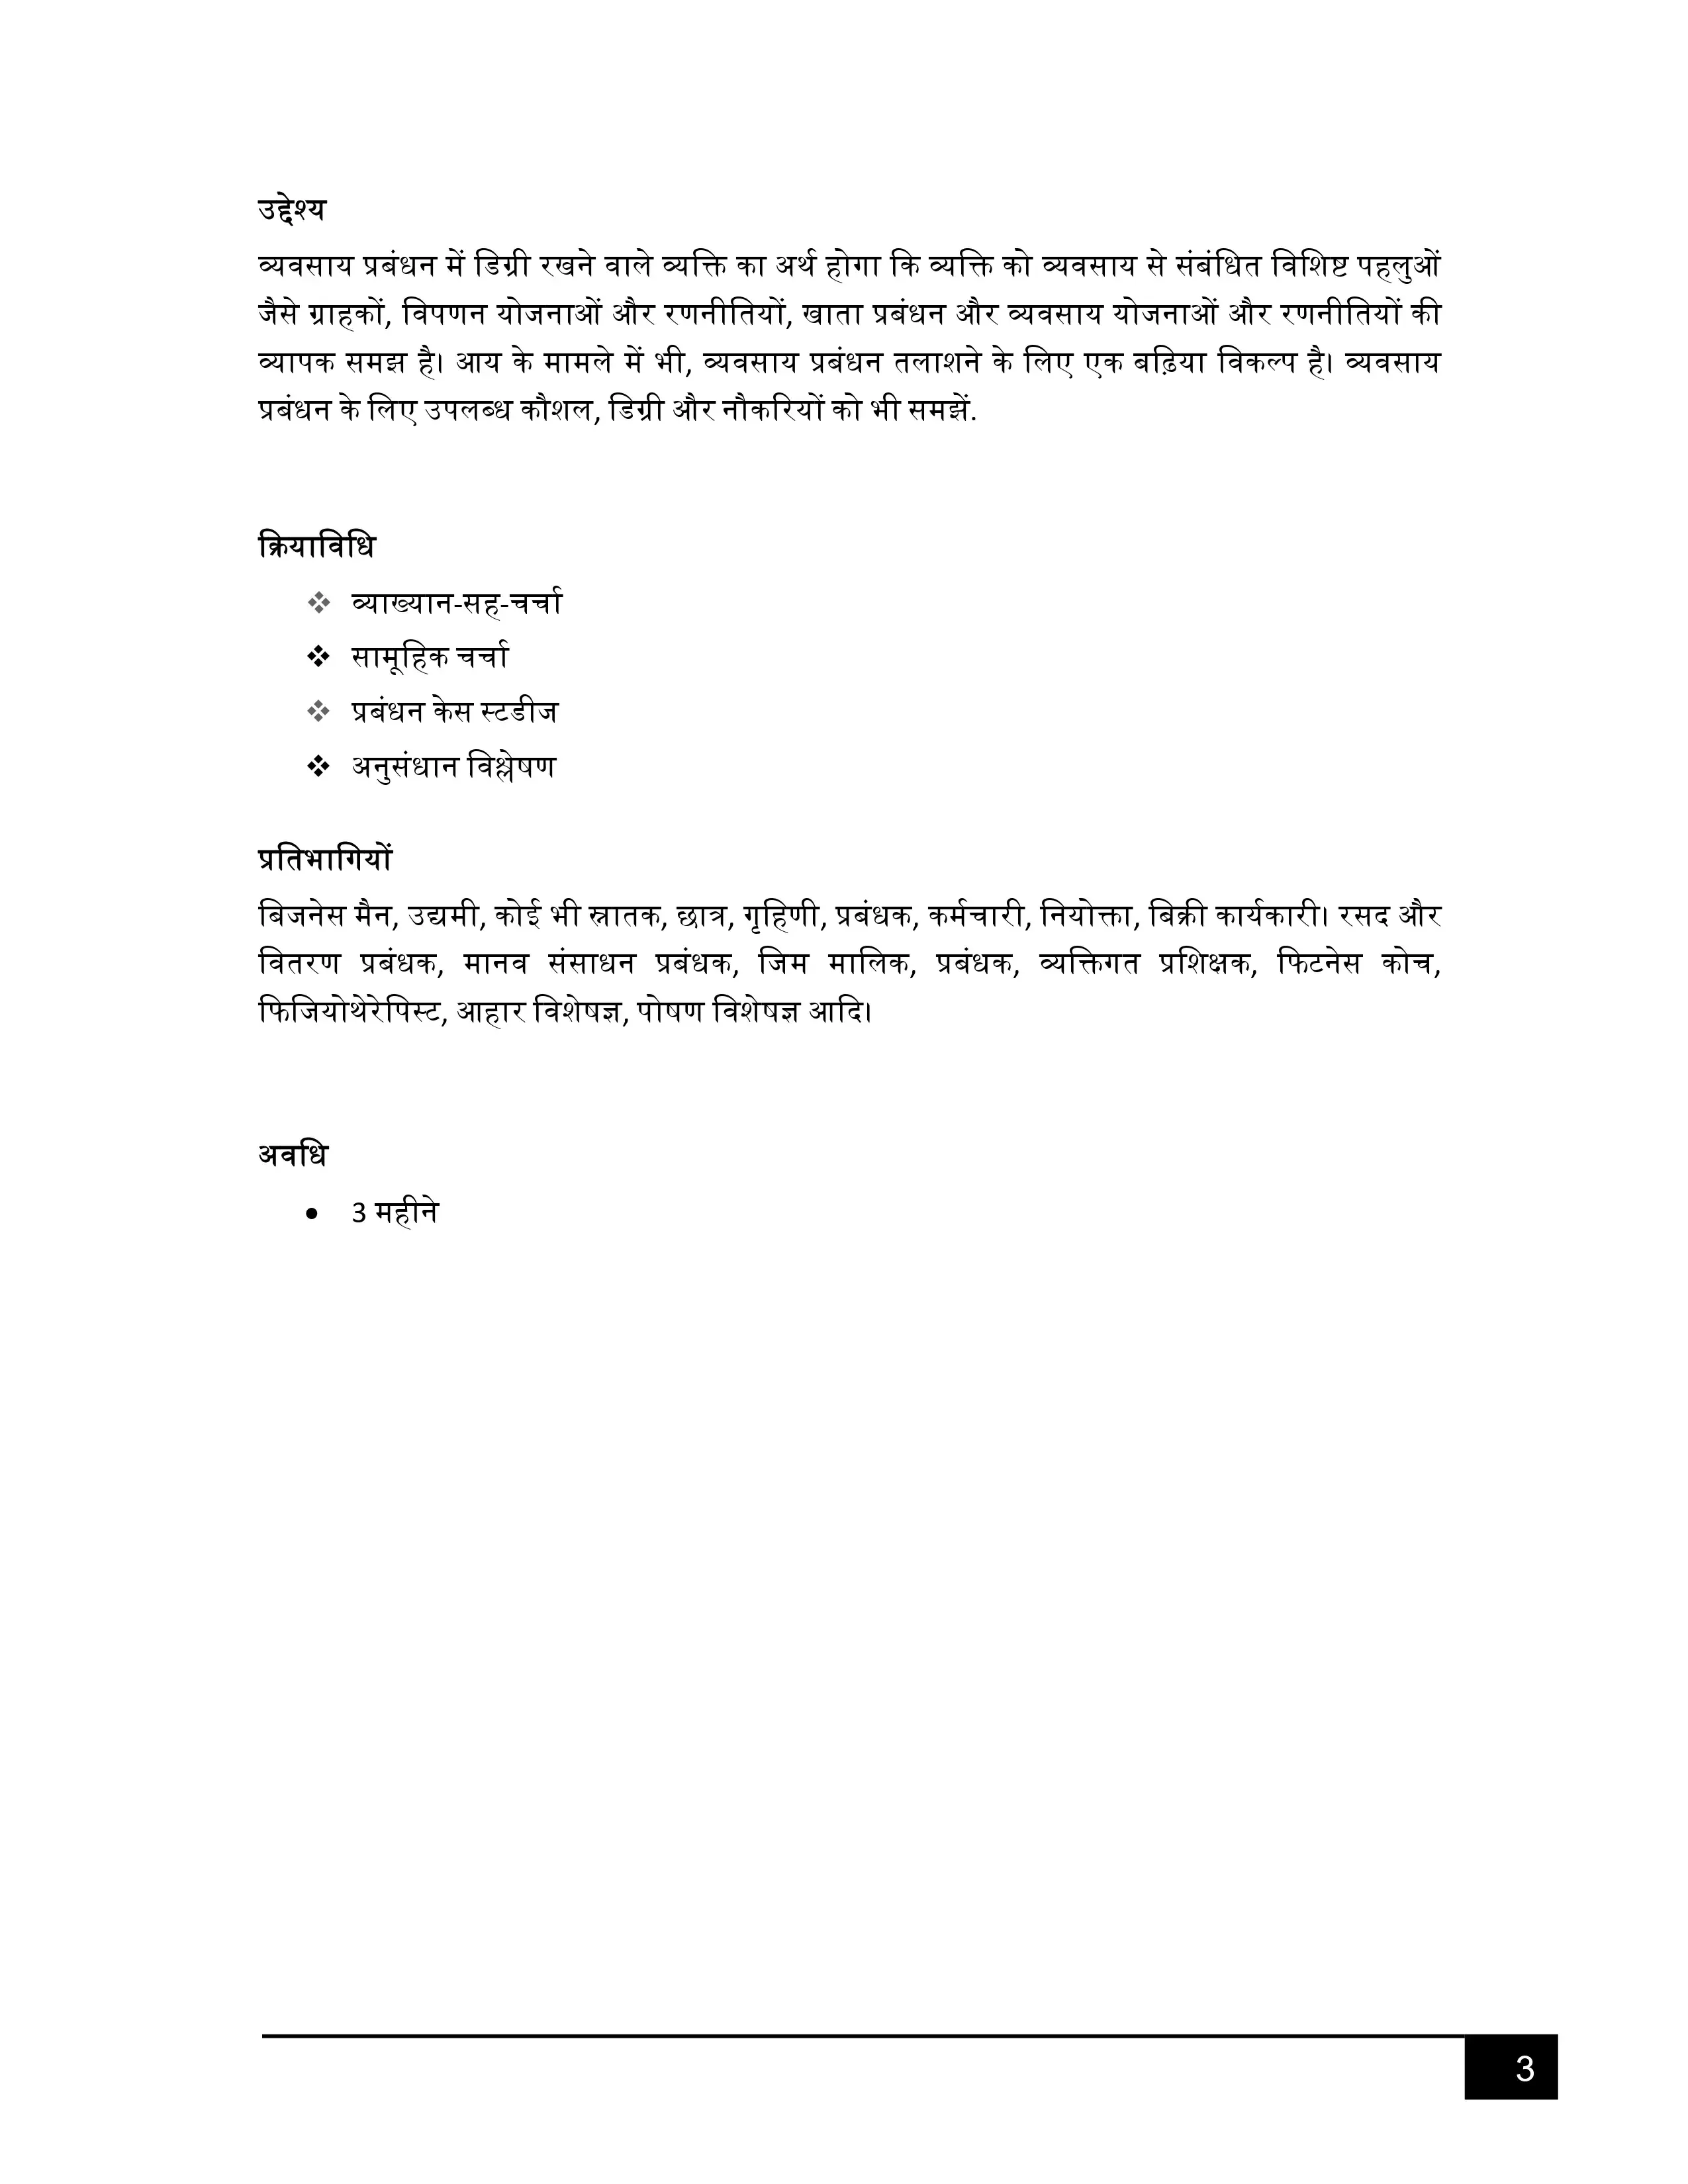 उद्देश्य
व्यवसाय प्रबंधन में डिग्री रखने वाले व्यक्ति का अर्थ होगा कि व्यक्ति को व्यवसाय से संबंधित विशिष्ट पहलुओं
जैसे ग्राहकों, विपणन योजनाओं और रणनीतियों, खाता प्रबंधन और व्यवसाय योजनाओं और रणनीतियों की
व्यापक समझ है। आय के मामले में भी, व्यवसाय प्रबंधन तलाशने के लिए एक बढ़िया विकल्प है। व्यवसाय
प्रबंधन के लिए उपलब्ध कौशल, डिग्री और नौकरियों को भी समझें.
क्रियाविधि
❖ व्याख्यान-सह-चर्चा
❖ सामूहिक चर्चा
❖ प्रबंधन केस स्टडीज
❖ अनुसंधान विश्लेषण
प्रतिभागियों
बिजनेस मैन, उद्यमी, कोई भी स्नातक, छात्र, गृहिणी, प्रबंधक, कर्मचारी, नियोक्ता, बिक्री कार्यकारी। रसद और
वितरण प्रबंधक, मानव संसाधन प्रबंधक, जिम मालिक, प्रबंधक, व्यक्तिगत प्रशिक्षक, फिटनेस कोच,
फिजियोथेरेपिस्ट, आहार विशेषज्ञ, पोषण विशेषज्ञ आदि।
अवधि
• 3 महीने
3